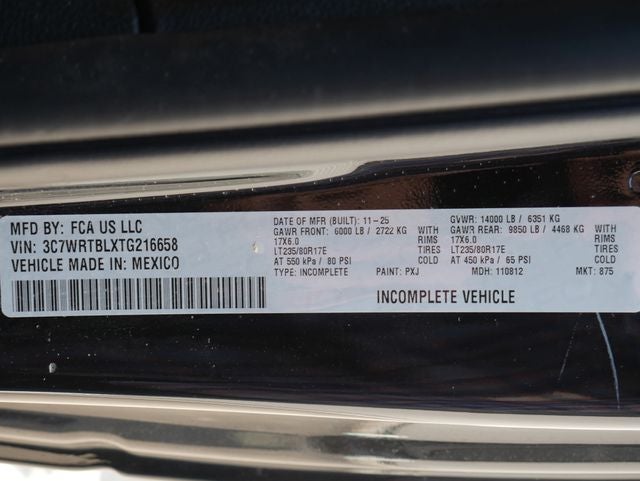 MFD BY: FCA US LLC
VIN: 3C7WRTBLXTG216658
VEHICLE MADE IN: MEXICO
DATE OF MFR (BUILT): 11-25 GVWR: 14000 LB / 6351 KG
GAWR FRONT: 6000 LB / 2722 KG WITH GAWR REAR: 9850 LB / 4468 KG WITH
17X6.0 RIMS 17X6.0 RIMS
LT235/80R17E TIRES LT235/80R17E TIRES
AT 550 kPa / 80 PSI COLD AT 450 kPa / 65 PSI COLD
TYPE: INCOMPLETE PAINT: PXJ MDH: 110812 MKT: 875
INCOMPLETE VEHICLE